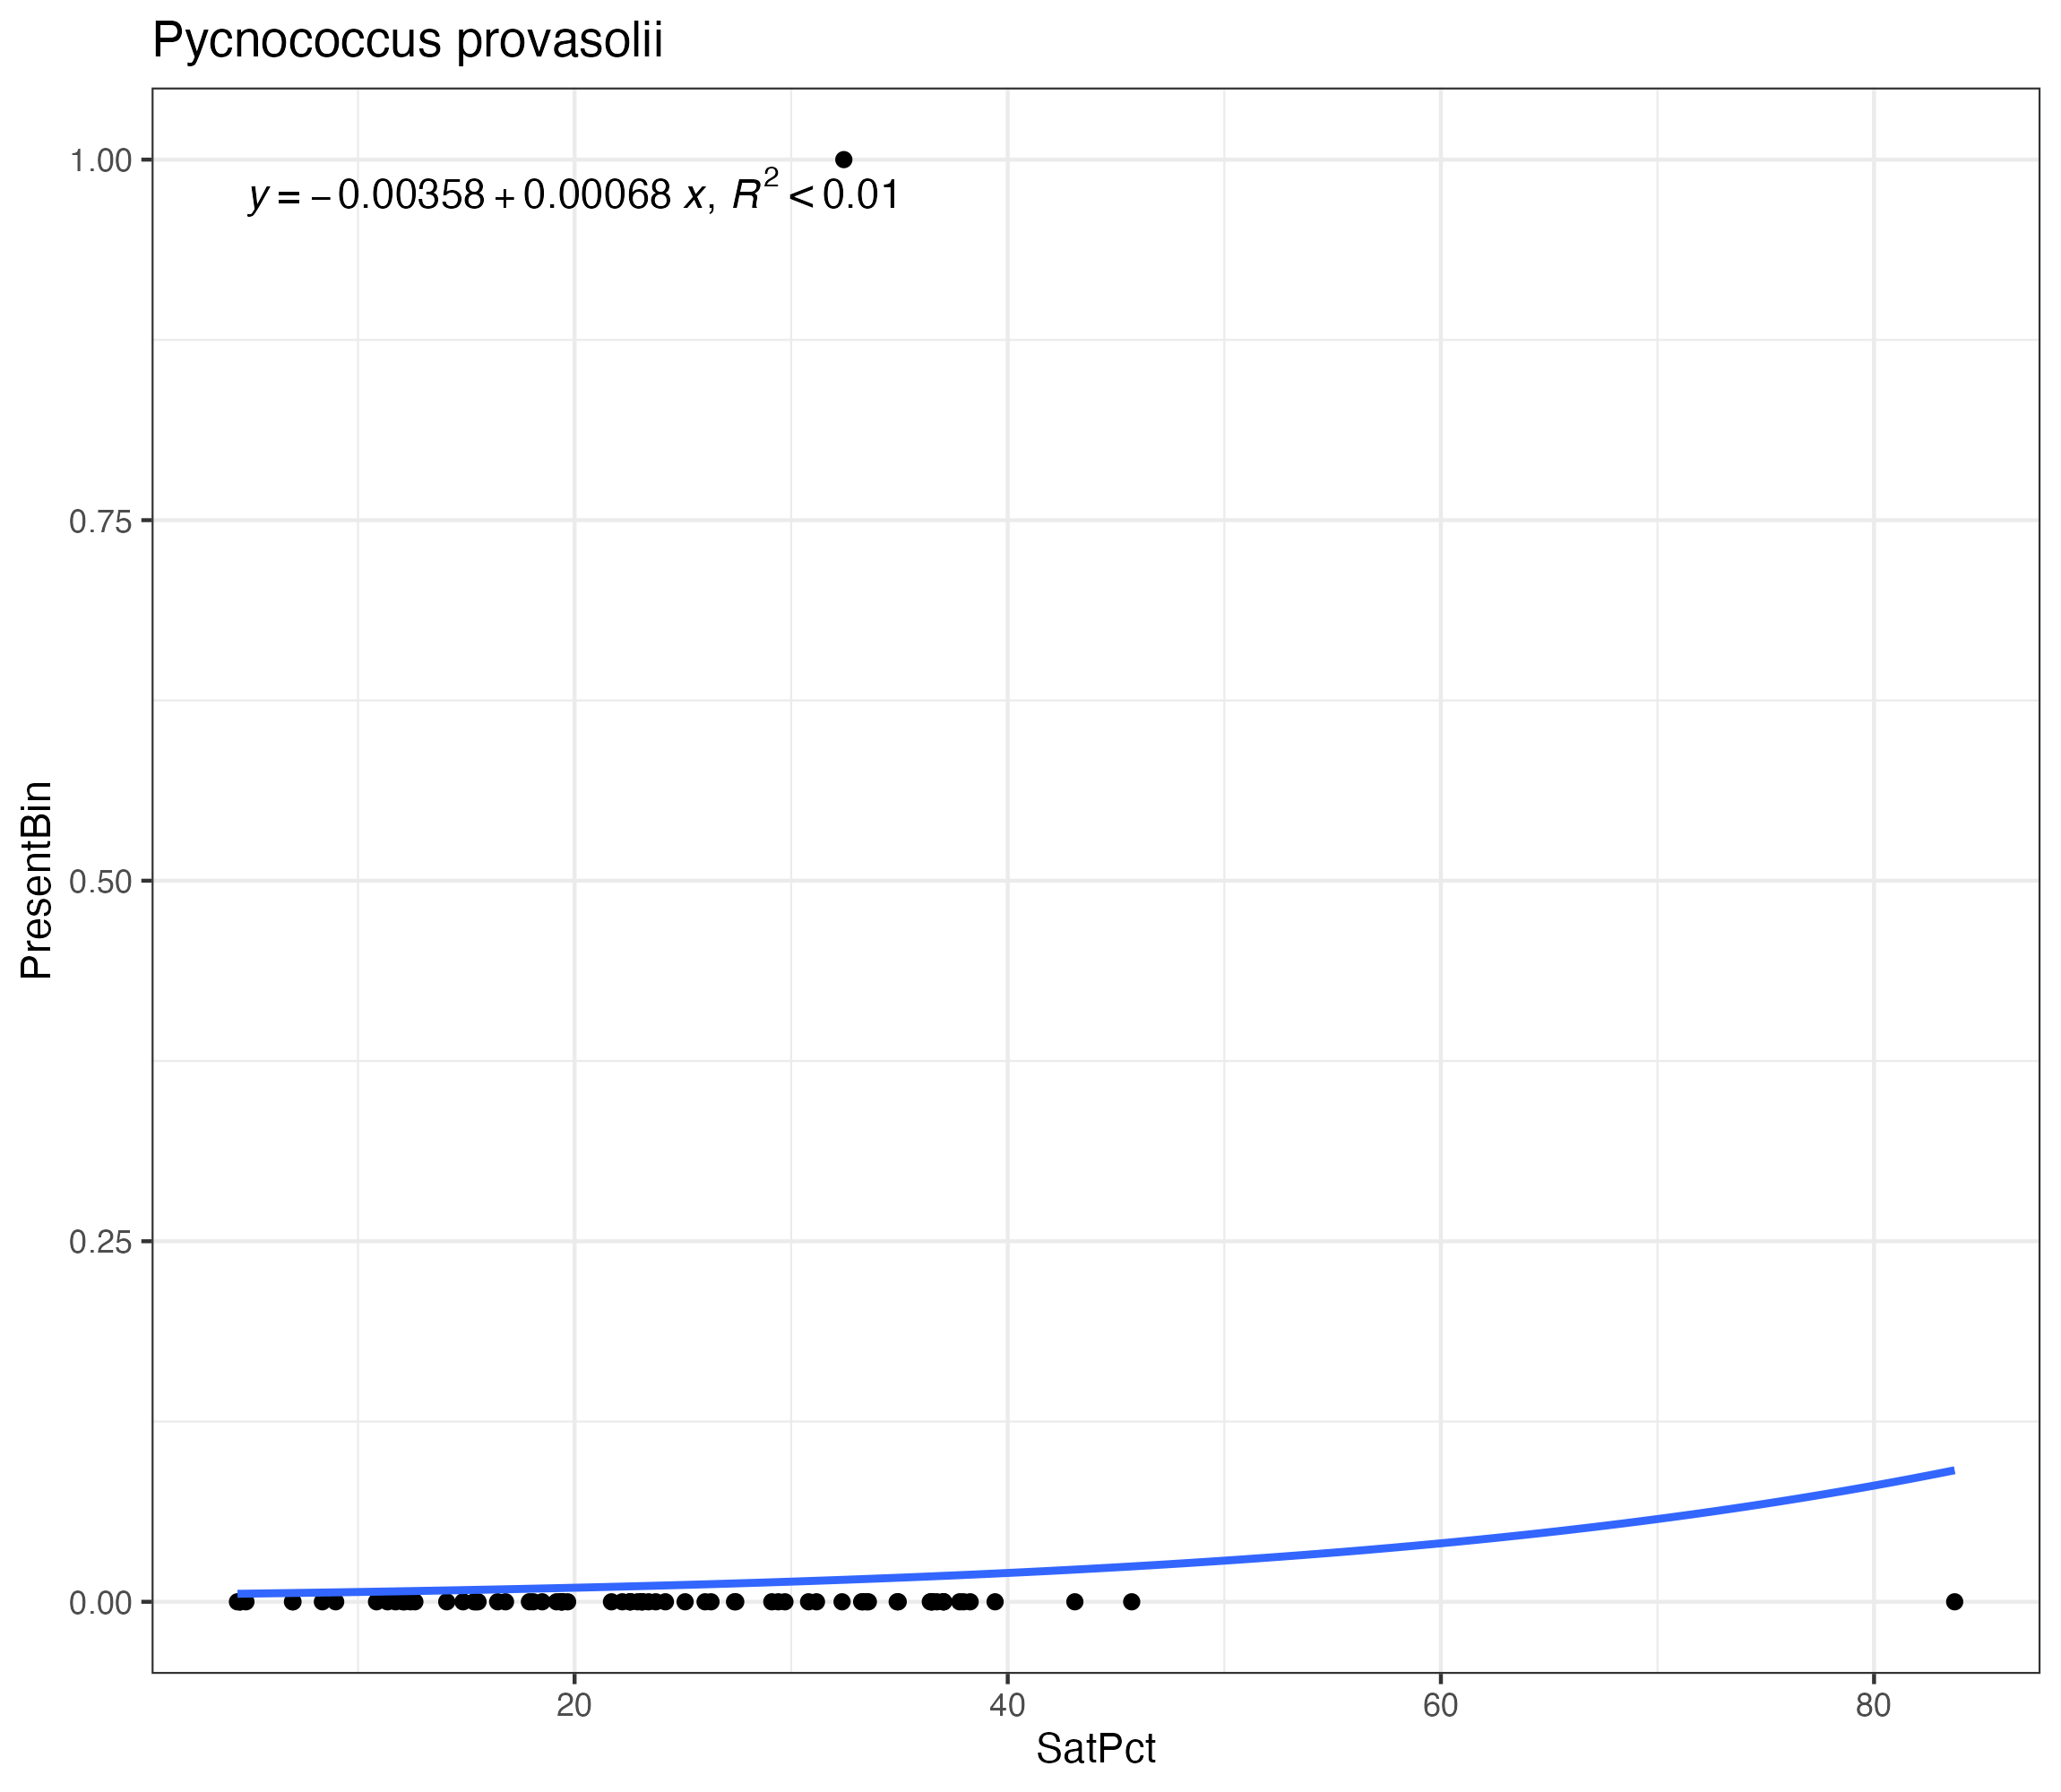 Pycnococcus provasolii
1.00
y = −0.00358 + 0.00068 x, R² < 0.01
0.75
PresentBin
0.50
0.25
0.00
20 40 60 80
SatPct